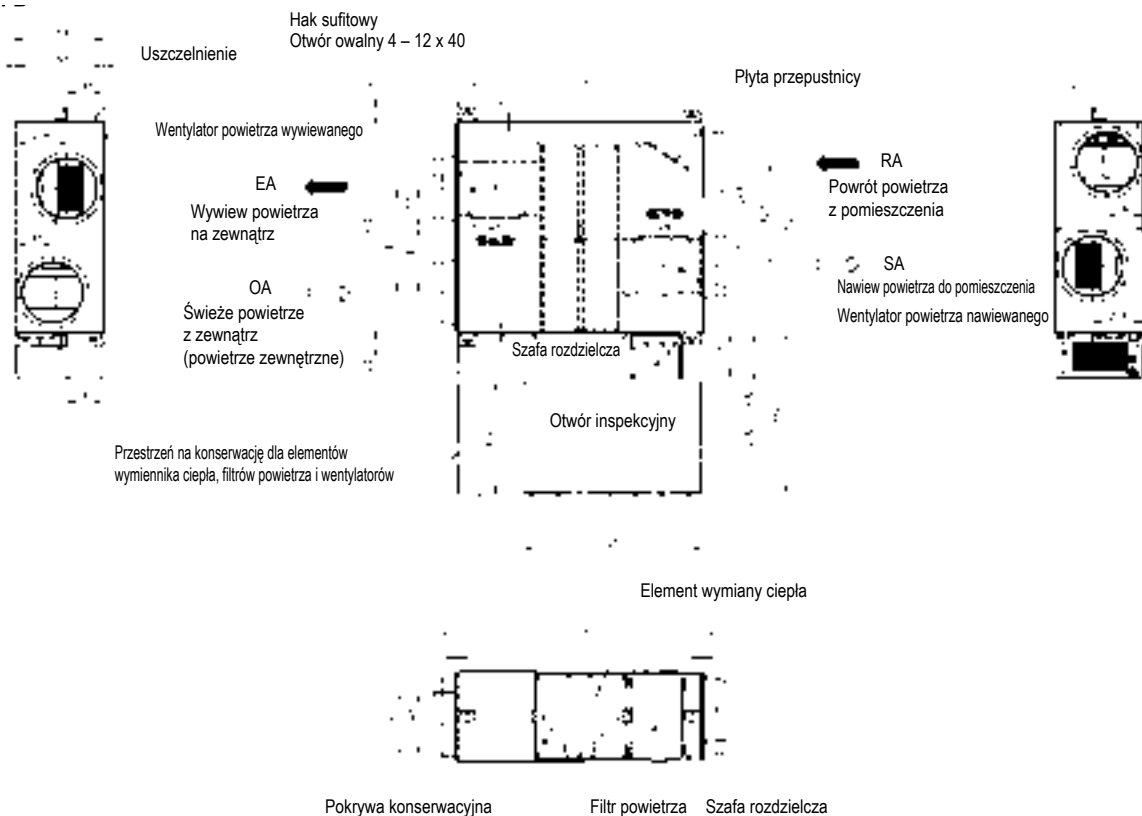 Hak sufitowy
Otwór owalny 4 – 12 x 40
Uszczelnienie
Płyta przepustnicy
Wentylator powietrza wywiewanego
EA
Wywiew powietrza
na zewnątrz
RA
Powrót powietrza
z pomieszczenia
OA
Świeże powietrze
z zewnątrz
(powietrze zewnętrzne)
SA
Nawiew powietrza do pomieszczenia
Wentylator powietrza nawiewanego
Szafa rozdzielcza
Otwór inspekcyjny
Przestrzeń na konserwację dla elementów
wymiennika ciepła, filtrów powietrza i wentylatorów
Element wymiany ciepła
Pokrywa konserwacyjna
Filtr powietrza
Szafa rozdzielcza